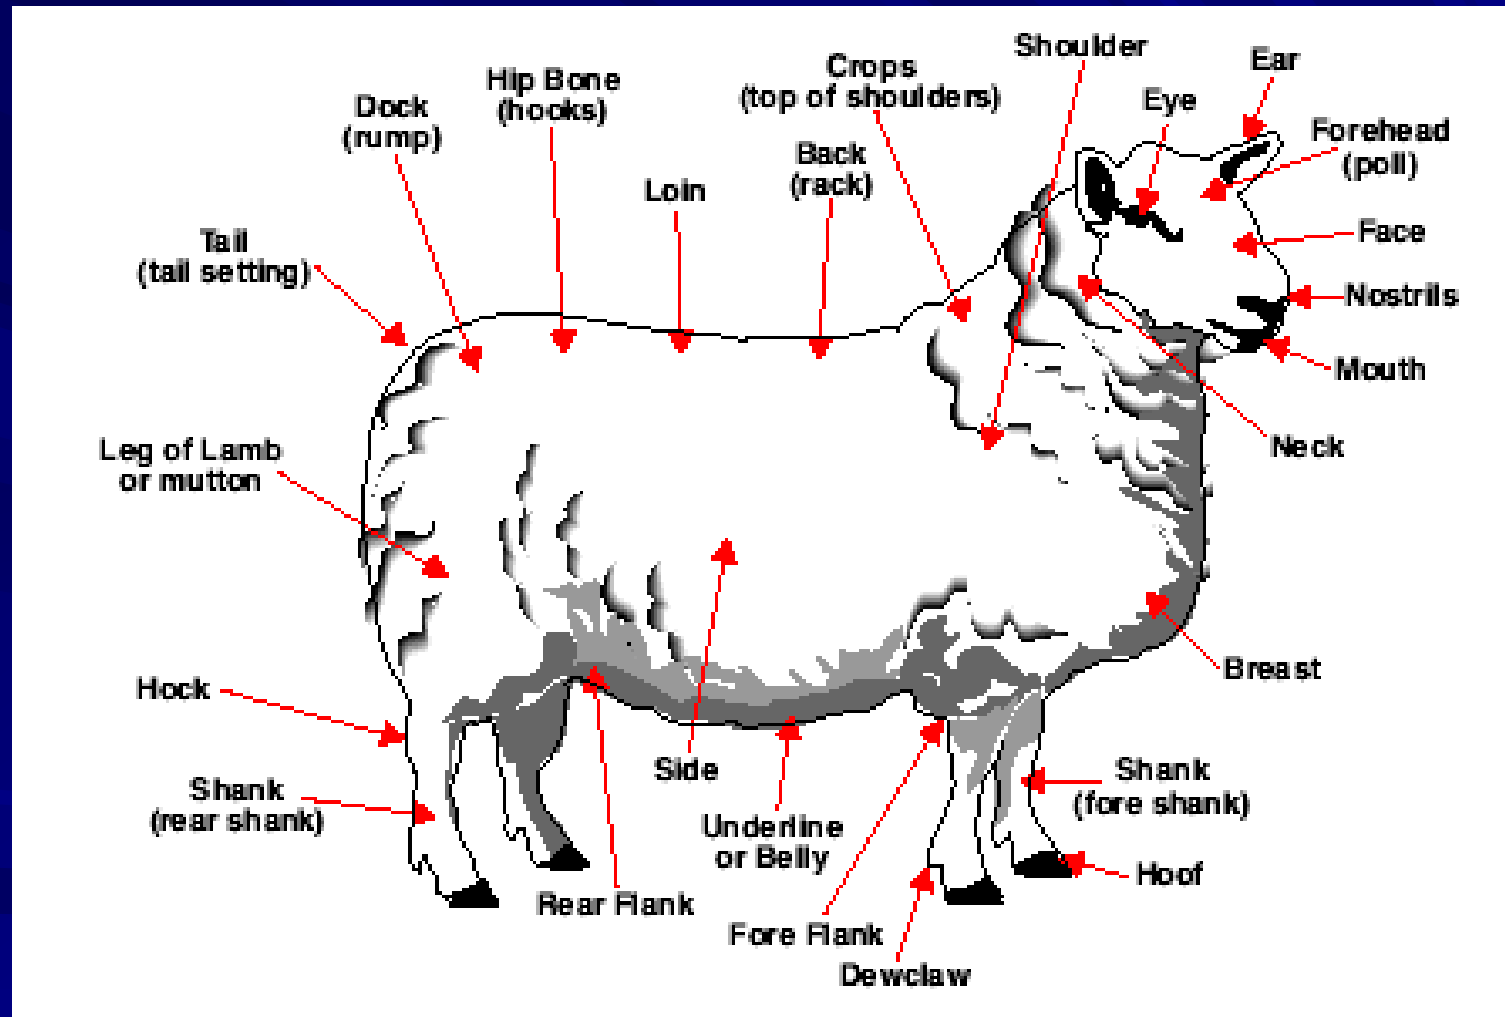 Shoulder
Ear
Crops
(top of shoulders)
Hip Bone
(hooks)
Eye
Dock
(rump)
Forehead
(poll)
Back
(rack)
Loin
Tail
(tail setting)
Face
Nostrils
Mouth
Neck
Leg of Lamb
or mutton
Breast
Hock
Side
Shank
(fore shank)
Shank
(rear shank)
Underline
or Belly
Hoof
Rear Flank
Fore Flank
Dewclaw